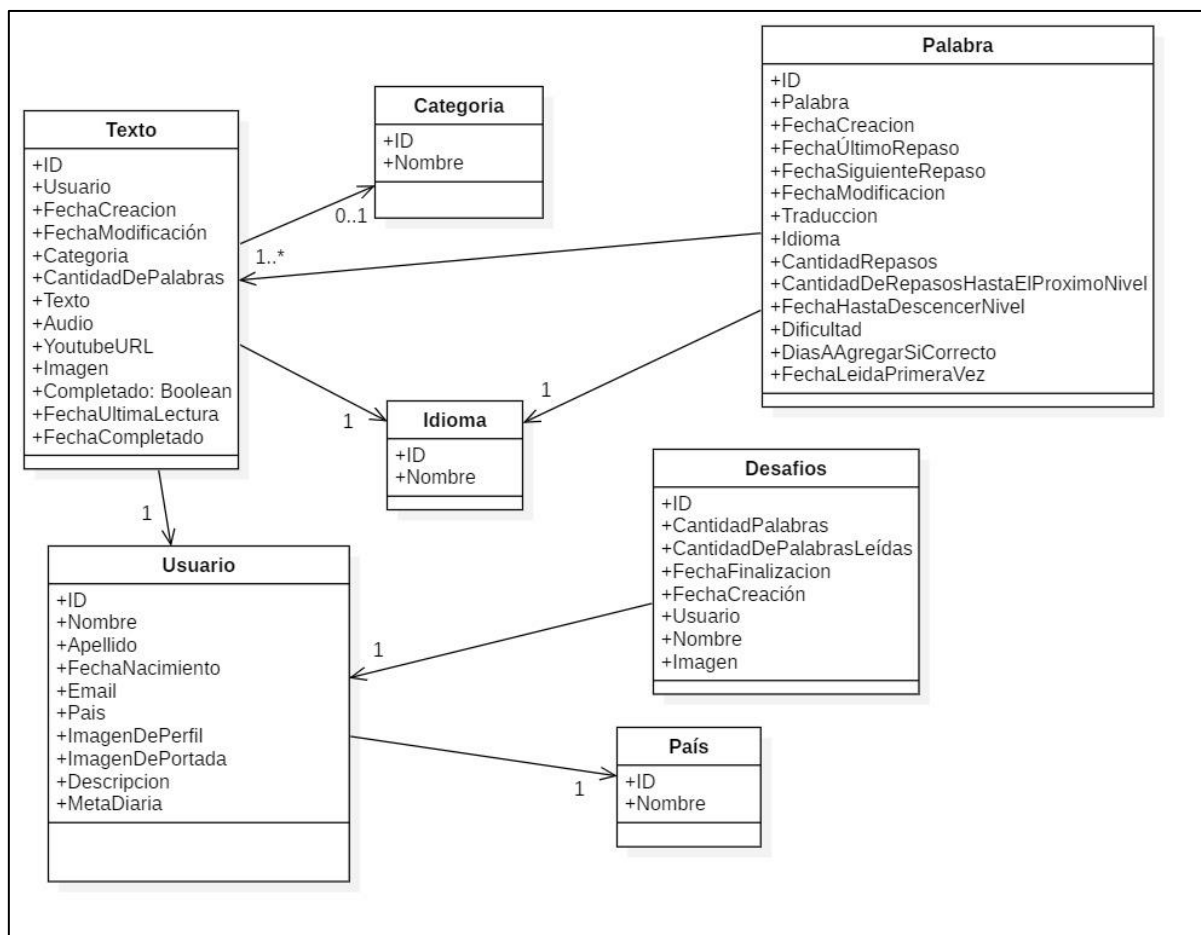 Texto
+ID
+Usuario
+FechaCreacion
+FechaModificación
+Categoria
+CantidadDePalabras
+Texto
+Audio
+YoutubeURL
+Imagen
+Completado: Boolean
+FechaUltimaLectura
+FechaCompletado
Categoria
+ID
+Nombre
0..1
1..*
Palabra
+ID
+Palabra
+FechaCreacion
+FechaÚltimoRepaso
+FechaSiguienteRepaso
+FechaModificacion
+Traduccion
+Idioma
+CantidadRepasos
+CantidadDeRepasosHastaElProximoNivel
+FechaHastaDescencerNivel
+Dificultad
+DiasAAgregarSiCorrecto
+FechaLeidaPrimeraVez
1
1
Idioma
+ID
+Nombre
1
Usuario
+ID
+Nombre
+Apellido
+FechaNacimiento
+Email
+Pais
+ImagenDePerfil
+ImagenDePortada
+Descripcion
+MetaDiaria
Desafios
+ID
+CantidadPalabras
+CantidadDePalabrasLeídas
+FechaFinalizacion
+FechaCreación
+Usuario
+Nombre
+Imagen
1
1
País
+ID
+Nombre